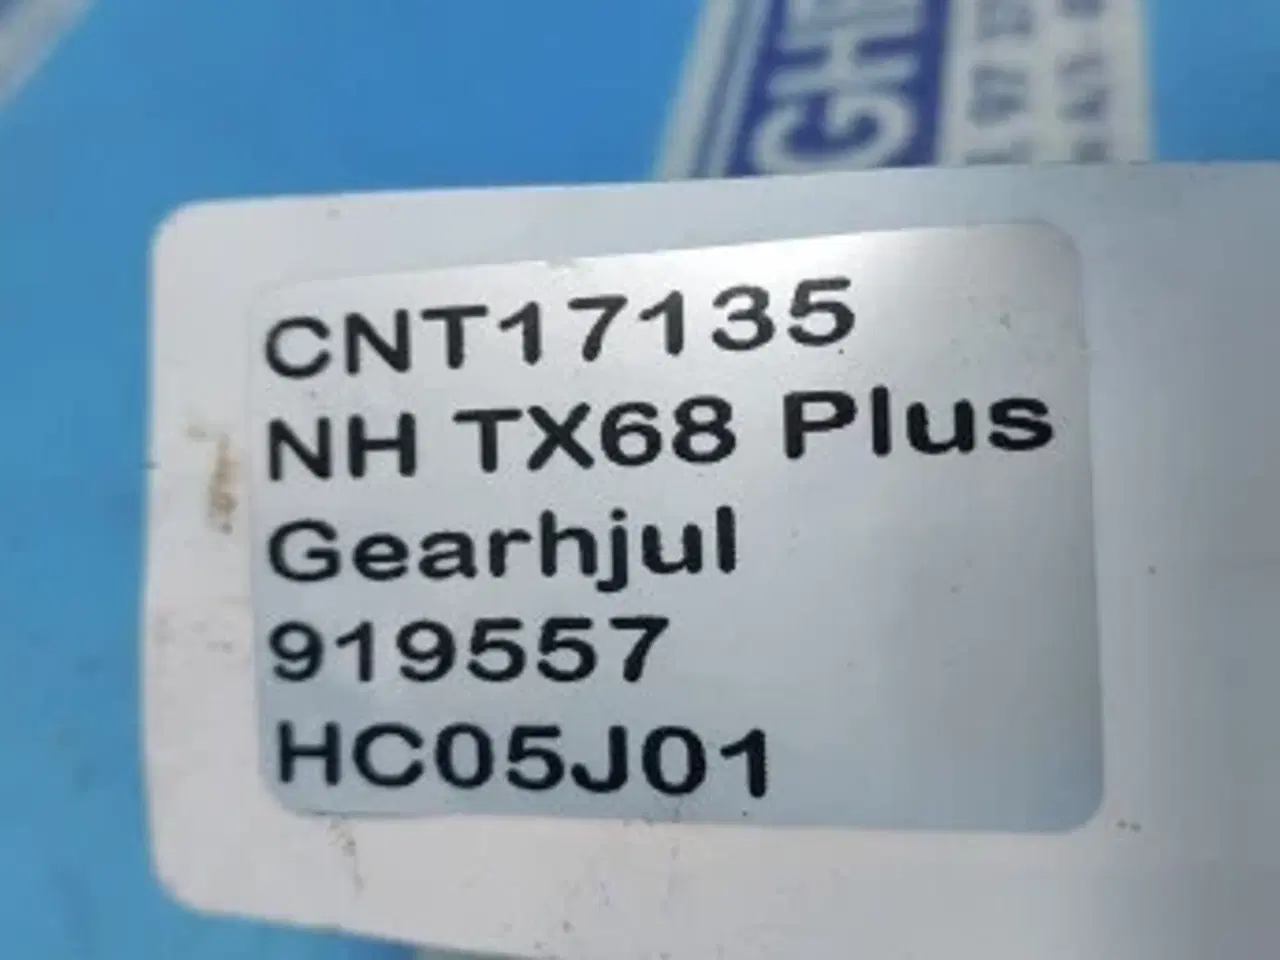 CNT17135
NH TX68 Plus
Gearhjul
919557
HC05J01